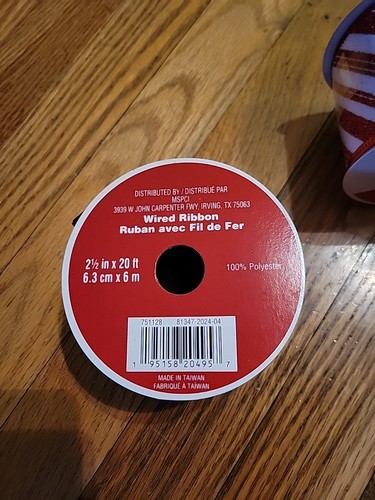 DISTRIBUTED BY / DISTRIBUÉ PAR
MSPCI
3939 W JOHN CARPENTER FWY, IRVING, TX 75063
Wired Ribbon
Ruban avec Fil de Fer
2½ in x 20 ft
6.3 cm x 6 m
100% Polyester
751128 81347-2024-04
1 95158 20495 7
MADE IN TAIWAN
FABRIQUÉ À TAIWAN